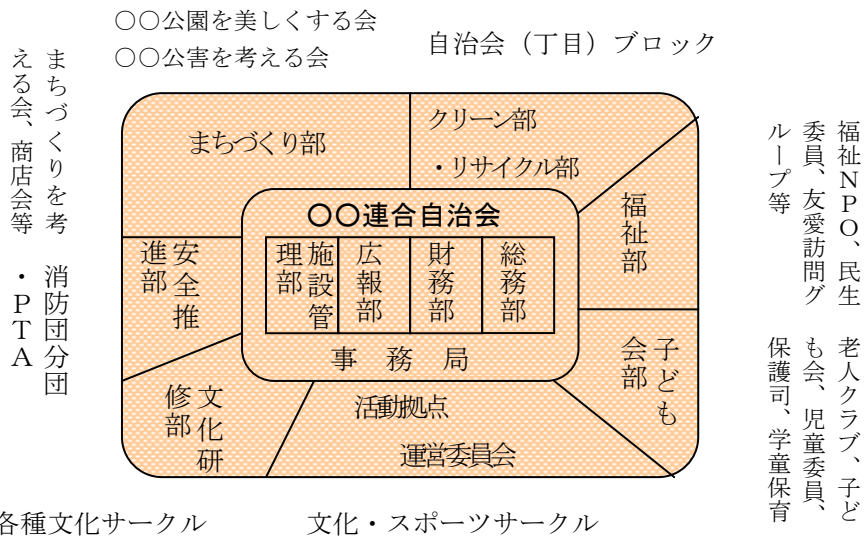 〇〇公園を美しくする会
〇〇公害を考える会
自治会（丁目）ブロック
まちづくりを考
える会、商店会等
消防団分団
・PTA
まちづくり部
クリーン部
・リサイクル部
福祉部
安全推
進部
〇〇連合自治会
施設管
理部
広報部
財務部
総務部
事務局
子ども
会部
文化研
修部
活動拠点
運営委員会
福祉NPO、民生
委員、友愛訪問グ
ループ等
老人クラブ、子ど
も会、児童委員、
保護司、学童保育
各種文化サークル
文化・スポーツサークル